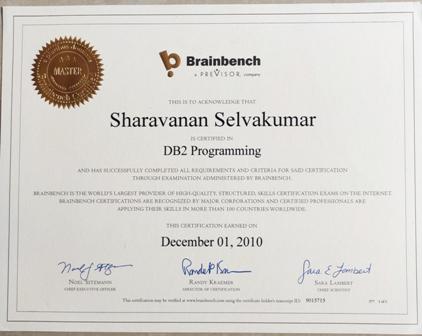 Brainbench
a PREVISOR company
MASTER
THIS IS TO ACKNOWLEDGE THAT
Sharavanan Selvakumar
IS CERTIFIED IN
DB2 Programming
AND HAS SUCCESSFULLY COMPLETED ALL REQUIREMENTS AND CRITERIA FOR SAID CERTIFICATION
THROUGH EXAMINATION ADMINISTERED BY BRAINBENCH.
BRAINBENCH IS THE WORLD'S LARGEST PROVIDER OF HIGH-QUALITY, STRUCTURED, SKILLS CERTIFICATION EXAMS ON THE INTERNET.
BRAINBENCH CERTIFICATIONS ARE RECOGNIZED BY MAJOR CORPORATIONS AND CERTIFIED PROFESSIONALS ARE
APPLYING THEIR SKILLS IN MORE THAN 100 COUNTRIES WORLDWIDE.
THIS CERTIFICATION EARNED ON
December 01, 2010
Sara E Lambert
NOEL SITZMANN
RANDY KRAEMER
SARA LAMBERT
CHIEF EXECUTIVE OFFICER
DIRECTOR OF CERTIFICATION
CHIEF SCIENTIST
This certification may be verified at www.brainbench.com using the certificate holder's transcript ID: 9015715